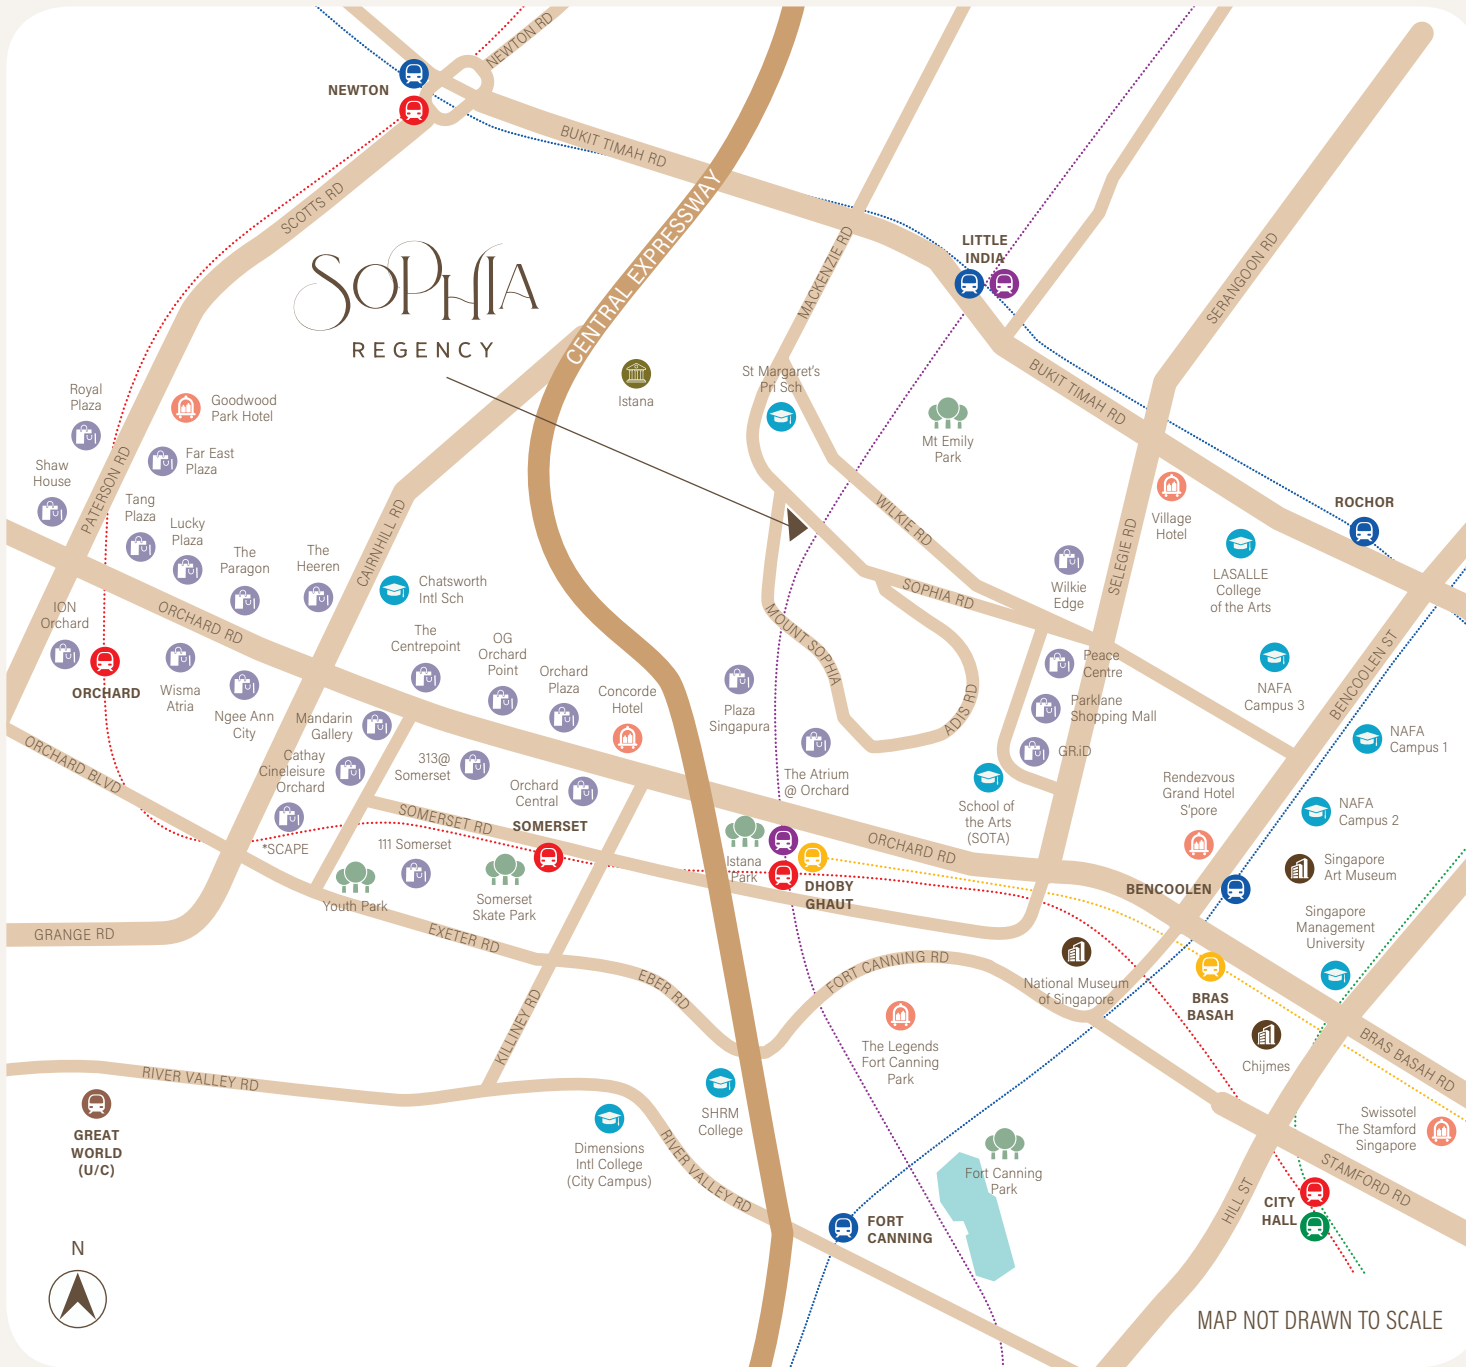 NEWTON RD
NEWTON
BUKIT TIMAH RD
SCOTTS RD
CENTRAL EXPRESSWAY
MACKENZIE RD
LITTLE
INDIA
SERANGOON RD
SOPHIA
REGENCY
Istana
St Margaret's
Pri Sch
BUKIT TIMAH RD
Royal
Plaza
Goodwood
Park Hotel
Mt Emily
Park
Far East
Plaza
Shaw
House
PATERSON RD
Tang
Plaza
Lucky
Plaza
The
Paragon
The
Heeren
CAIRNHILL RD
WILKIE RD
Village
Hotel
ROCHOR
SELEGIE RD
Chatsworth
Intl Sch
SOPHIA RD
Wilkie
Edge
LASALLE
College
of the Arts
ION
Orchard
ORCHARD RD
The
Centrepoint
OG
Orchard
Point
Orchard
Plaza
Concorde
Hotel
MOUNT SOPHIA
Peace
Centre
BENCOOLEN ST
ORCHARD
Wisma
Atria
Ngee Ann
City
Mandarin
Gallery
Plaza
Singapura
ADIS RD
Parklane
Shopping Mall
NAFA
Campus 3
ORCHARD BLVD
Cathay
Cineleisure
Orchard
313@
Somerset
Orchard
Central
The Atrium
@ Orchard
GRiD
NAFA
Campus 1
Rendezvous
Grand Hotel
S'pore
School of
the Arts
(SOTA)
NAFA
Campus 2
SOMERSET RD
SOMERSET
*SCAPE
111 Somerset
ORCHARD RD
Istana
Park
DHOBY
GHAUT
BENCOOLEN
Singapore
Art Museum
Youth Park
Somerset
Skate Park
Singapore
Management
University
GRANGE RD
EXETER RD
EBER RD
FORT CANNING RD
National Museum
of Singapore
BRAS
BASAH
KILLINEY RD
The Legends
Fort Canning
Park
Chijmes
BRAS BASAH RD
RIVER VALLEY RD
SHRM
College
Swissotel
The Stamford
Singapore
GREAT
WORLD
(U/C)
Dimensions
Intl College
(City Campus)
RIVER VALLEY RD
Fort Canning
Park
STAMFORD RD
HILL ST
CITY
HALL
FORT
CANNING
N
MAP NOT DRAWN TO SCALE